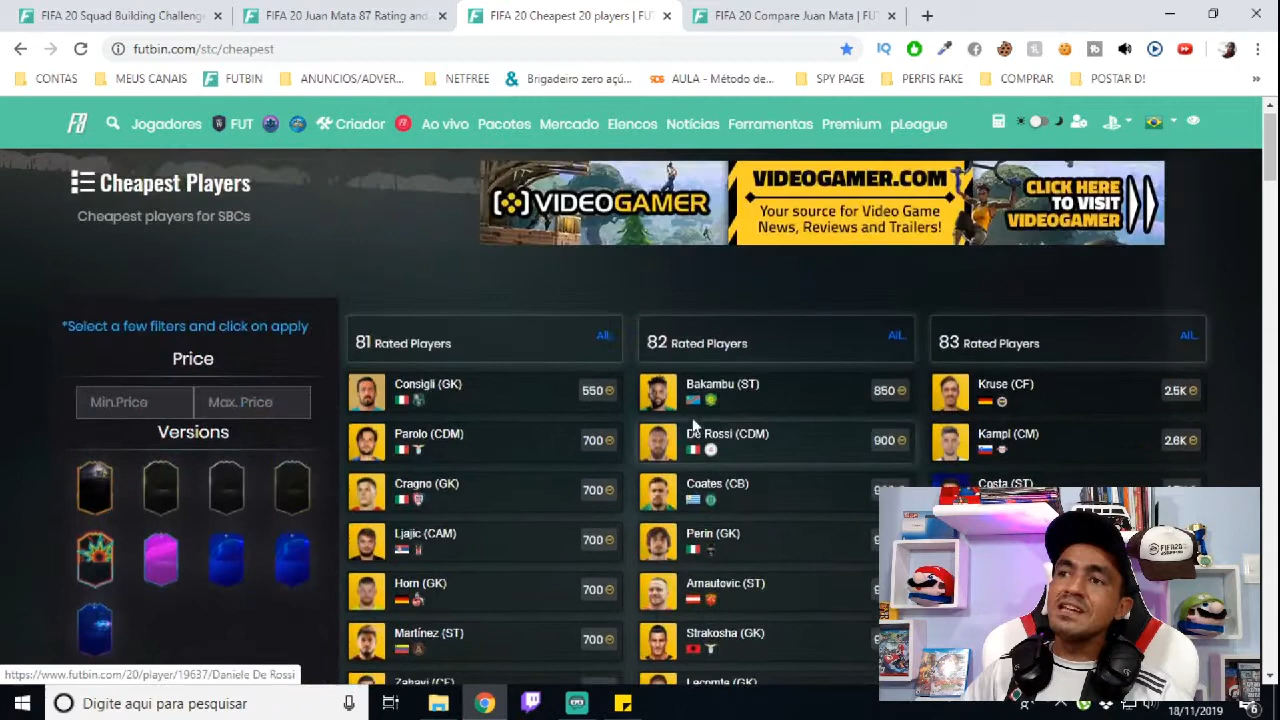 FIFA 20 Squad Building Challeng
FIFA 20 Juan Mata 87 Rating and
FIFA 20 Cheapest 20 players | FUT
FIFA 20 Compare Juan Mata | FUT
futbin.com/stc/cheapest
CONTAS
MEUS CANAIS
FUTBIN
ANUNCIOS/ADVER...
NETFREE
Brigadeiro zero açú...
AULA - Método de...
SPY PAGE
PERFIS FAKE
COMPRAR
POSTAR D!
Jogadores
FUT
Criador
Ao vivo
Pacotes
Mercado
Elencos
Notícias
Ferramentas
Premium
pLeague
Cheapest Players
Cheapest players for SBCs
VIDEOGAMER
VIDEOGAMER.COM
Your source for Video Game
News, Reviews and Trailers!
CLICK HERE
TO VISIT
VIDEOGAMER
*Select a few filters and click on apply
Price
Min.Price
Max. Price
Versions
81 Rated Players
All..
Consigli (GK)
550
Parolo (CDM)
700
Cragno (GK)
700
Ljajic (CAM)
700
Horn (GK)
700
Martínez (ST)
700
82 Rated Players
All..
Bakambu (ST)
850
De Rossi (CDM)
900
Coates (CB)
Perin (GK)
Arnautovic (ST)
Strakosha (GK)
83 Rated Players
All..
Kruse (CF)
2.5K
Kampl (CM)
2.6K
Costa (ST)
https://www.futbin.com/20/player/19637/Daniele De Rossi
Digite aqui para pesquisar
18/11/2019